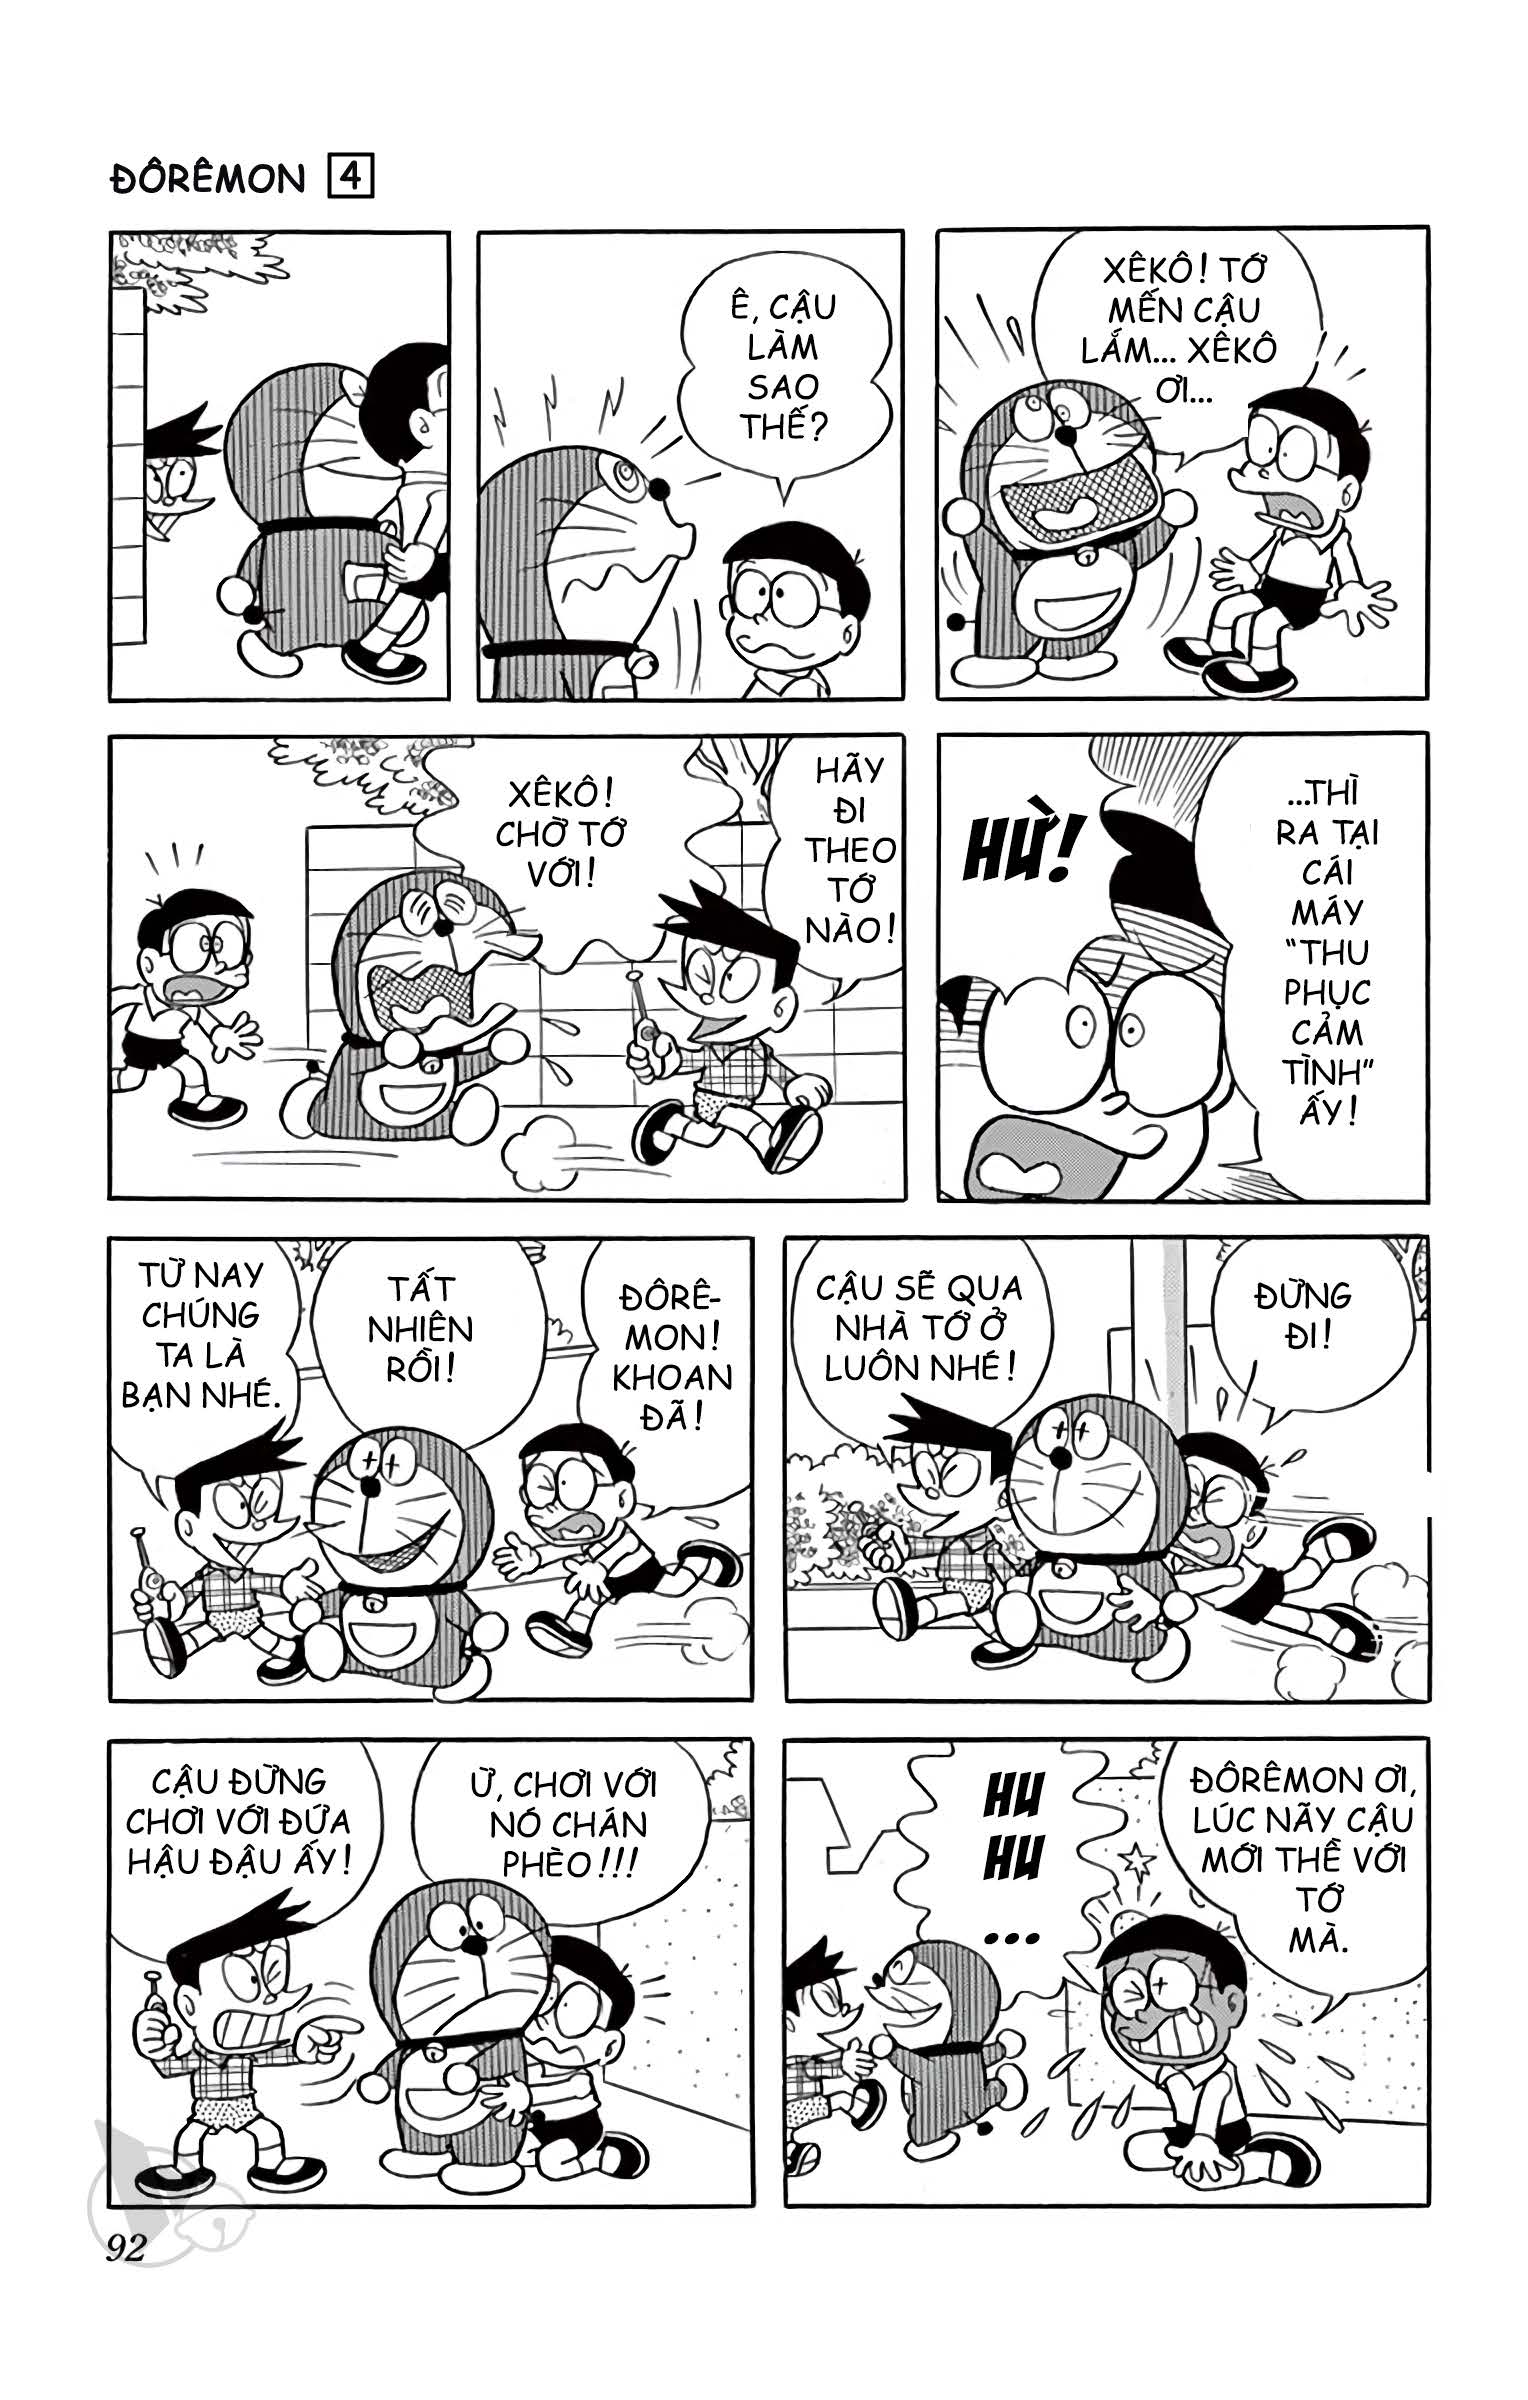 ĐÔRÊMON 4
Ê, CẬU
LÀM
SAO
THẾ?
XÊKÔ! TỚ
MẾN CẬU
LẮM... XÊKÔ
ƠI...
XÊKÔ!
CHỜ TỚ
VỚI!
HÃY
ĐI
THEO
TỚ
NÀO!
HỪ!
...THÌ
RA TẠI
CÁI
MÁY
“THU
PHỤC
CẢM
TÌNH”
ẤY!
TỪ NAY
CHÚNG
TA LÀ
BẠN NHÉ.
TẤT
NHIÊN
RỒI!
ĐÔRÊ-
MON!
KHOAN
ĐÃ!
CẬU SẼ QUA
NHÀ TỚ Ở
LUÔN NHÉ!
ĐỪNG
ĐI!
CẬU ĐỪNG
CHƠI VỚI ĐỨA
HẬU ĐẬU ẤY!
Ừ, CHƠI VỚI
NÓ CHÁN
PHÈO!!!
HU
HU
...
ĐÔRÊMON ƠI,
LÚC NÃY CẬU
MỚI THỀ VỚI
TỚ
MÀ.
92